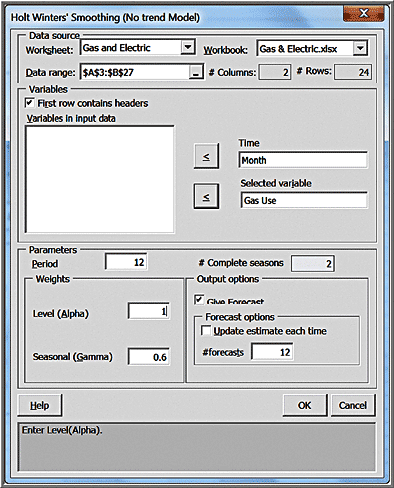 Holt Winters' Smoothing (No trend Model)
Data source
Worksheet: Gas and Electric Workbook: Gas & Electric.xlsx
Data range: $A$3:$B$27 # Columns: 2 # Rows: 24
Variables
First row contains headers
Variables in input data
Time
< Month
Selected variable
< Gas Use
Parameters
Period 12 # Complete seasons 2
Weights Output options
Give Forecast
Level (Alpha) 1
Forecast options
Update estimate each time
Seasonal (Gamma) 0.6 #forecasts 12
Help OK Cancel
Enter Level(Alpha).